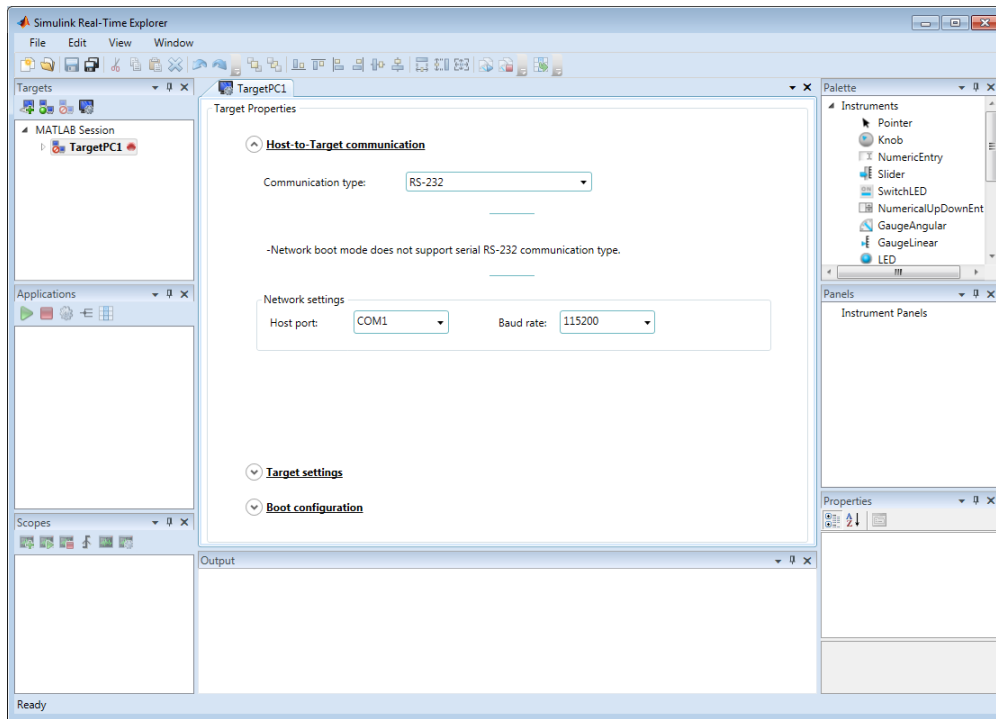 Simulink Real-Time Explorer
File Edit View Window
Targets
MATLAB Session
TargetPC1
Applications
Scopes
TargetPC1
Target Properties
Host-to-Target communication
Communication type: RS-232
-Network boot mode does not support serial RS-232 communication type.
Network settings
Host port: COM1 Baud rate: 115200
Target settings
Boot configuration
Output
Palette
Instruments
Pointer
Knob
NumericEntry
Slider
SwitchLED
NumericalUpDownEnt
GaugeAngular
GaugeLinear
LED
Panels
Instrument Panels
Properties
Ready